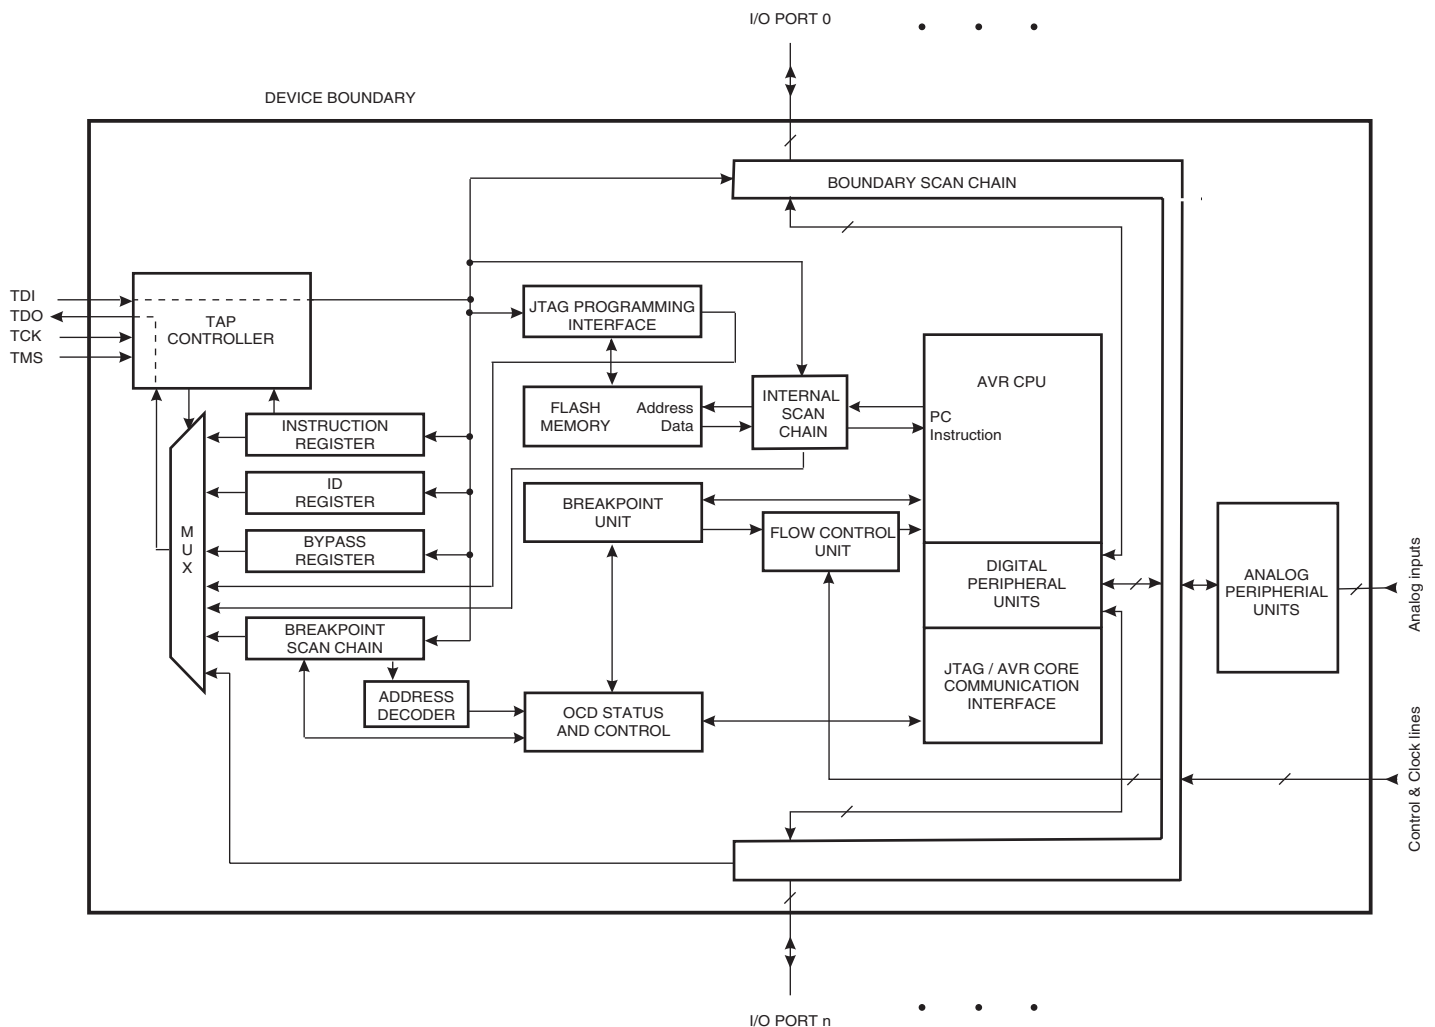 I/O PORT 0
DEVICE BOUNDARY
BOUNDARY SCAN CHAIN
TDI
TDO
TCK
TMS
TAP
CONTROLLER
JTAG PROGRAMMING
INTERFACE
FLASH
MEMORY
Address
Data
INTERNAL
SCAN
CHAIN
AVR CPU
PC
Instruction
INSTRUCTION
REGISTER
ID
REGISTER
BYPASS
REGISTER
M
U
X
BREAKPOINT
UNIT
FLOW CONTROL
UNIT
DIGITAL
PERIPHERAL
UNITS
ANALOG
PERIPHERIAL
UNITS
Analog inputs
BREAKPOINT
SCAN CHAIN
ADDRESS
DECODER
OCD STATUS
AND CONTROL
JTAG / AVR CORE
COMMUNICATION
INTERFACE
Control & Clock lines
I/O PORT n